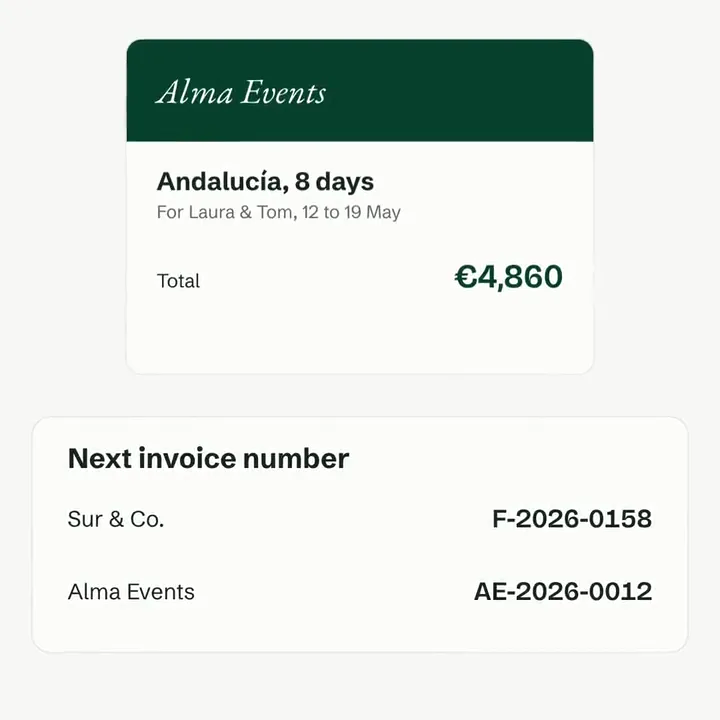 Alma Events
Andalucía, 8 days
For Laura & Tom, 12 to 19 May
Total €4,860
Next invoice number
Sur & Co. F-2026-0158
Alma Events AE-2026-0012